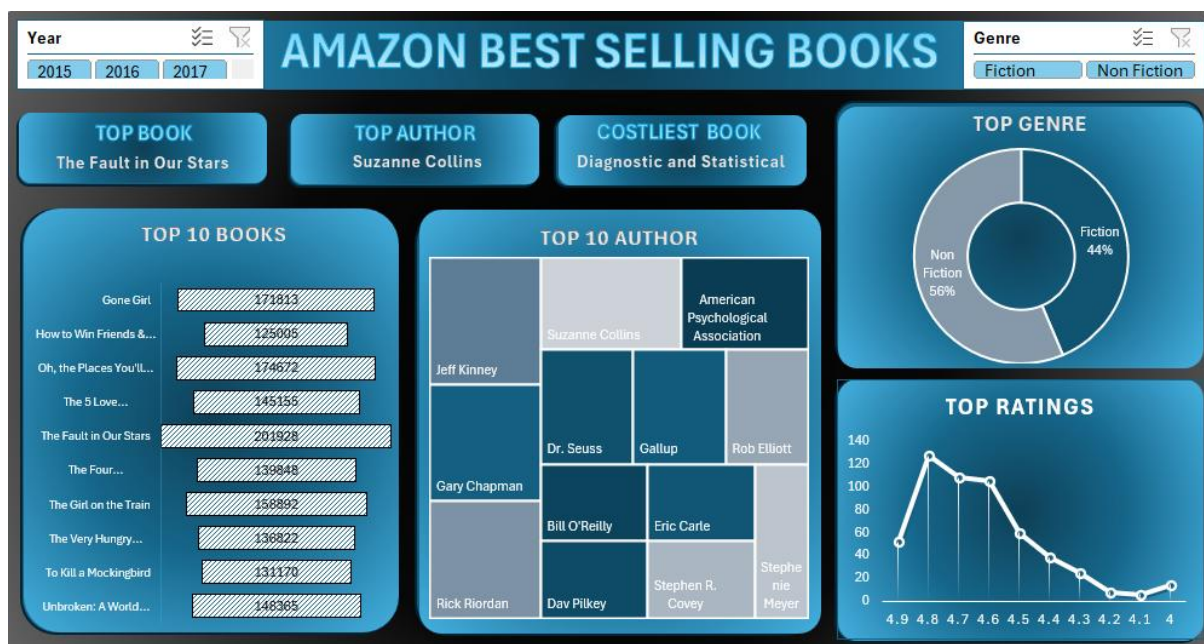 Year
2015 2016 2017
AMAZON BEST SELLING BOOKS
Genre
Fiction Non Fiction
TOP BOOK
The Fault in Our Stars
TOP AUTHOR
Suzanne Collins
COSTLIEST BOOK
Diagnostic and Statistical
TOP GENRE
Fiction
44%
Non
Fiction
56%
TOP 10 BOOKS
Gone Girl 171813
How to Win Friends &... 125005
Oh, the Places You'll... 174672
The 5 Love... 145155
The Fault in Our Stars 201928
The Four... 139848
The Girl on the Train 158892
The Very Hungry... 136822
To Kill a Mockingbird 131170
Unbroken: A World... 148365
TOP 10 AUTHOR
Jeff Kinney
Gary Chapman
Rick Riordan
Suzanne Collins
American
Psychological
Association
Dr. Seuss
Gallup
Rob Elliott
Bill O'Reilly
Eric Carle
Dav Pilkey
Stephen R.
Covey
Stephe
nie
Meyer
TOP RATINGS
140
120
100
80
60
40
20
0
4.9 4.8 4.7 4.6 4.5 4.4 4.3 4.2 4.1 4